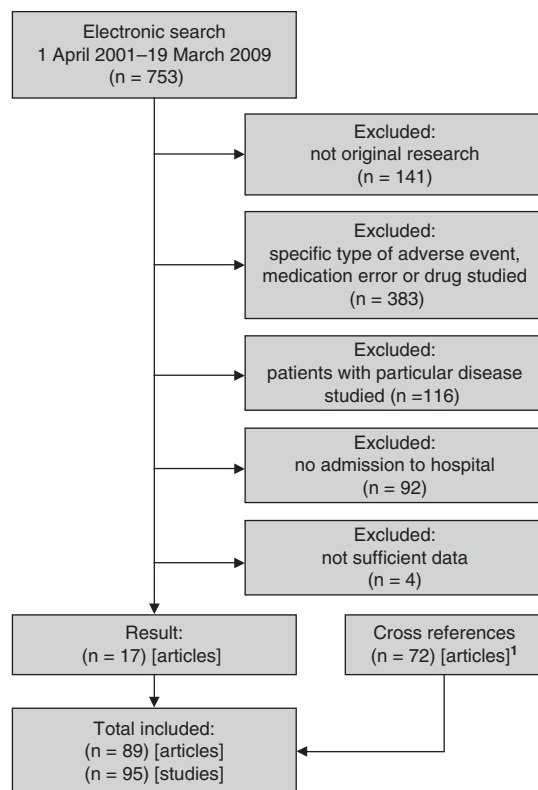 Electronic search
1 April 2001–19 March 2009
(n = 753)
Excluded:
not original research
(n = 141)
Excluded:
specific type of adverse event,
medication error or drug studied
(n = 383)
Excluded:
patients with particular disease
studied (n =116)
Excluded:
no admission to hospital
(n = 92)
Excluded:
not sufficient data
(n = 4)
Result:
(n = 17) [articles]
Cross references
(n = 72) [articles]1
Total included:
(n = 89) [articles]
(n = 95) [studies]